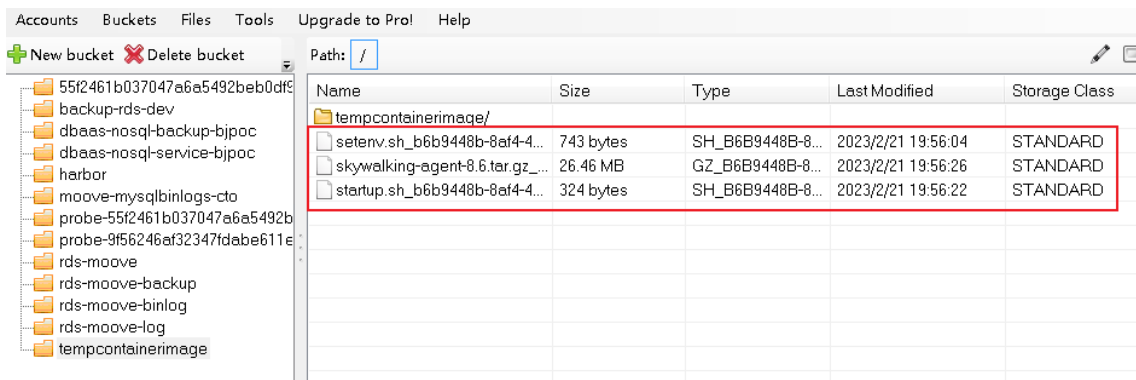 Accounts Buckets Files Tools Upgrade to Pro! Help
New bucket Delete bucket Path: /
55f2461b037047a6a5492beb0df9
backup-rds-dev
dbaas-nosql-backup-bjpoc
dbaas-nosql-service-bjpoc
harbor
moove-mysqlbinlogs-cto
probe-55f2461b037047a6a5492b
probe-9f56246af32347fdabe611e
rds-moove
rds-moove-backup
rds-moove-binlog
rds-moove-log
tempcontainerimage
Name Size Type Last Modified Storage Class
tempcontainerimage/
setenv.sh_b6b9448b-8af4-4... 743 bytes SH_B6B9448B-8... 2023/2/21 19:56:04 STANDARD
skywalking-agent-8.6.tar.gz_... 26.46 MB GZ_B6B9448B-8... 2023/2/21 19:56:26 STANDARD
startup.sh_b6b9448b-8af4-4... 324 bytes SH_B6B9448B-8... 2023/2/21 19:56:22 STANDARD